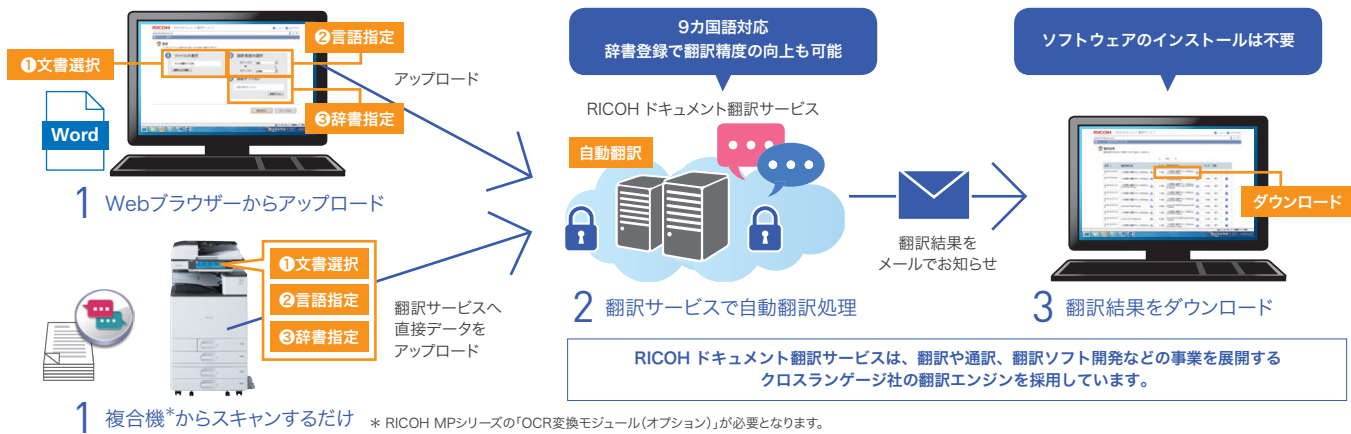 RICOH
❶文書選択
❷言語指定
❸辞書指定
Word
アップロード
1 Webブラウザーからアップロード
❶文書選択
❷言語指定
❸辞書指定
翻訳サービスへ
直接データを
アップロード
1 複合機*からスキャンするだけ
＊ RICOH MPシリーズの「OCR変換モジュール（オプション）」が必要となります。
9カ国語対応
辞書登録で翻訳精度の向上も可能
RICOH ドキュメント翻訳サービス
自動翻訳
2 翻訳サービスで自動翻訳処理
翻訳結果を
メールでお知らせ
ソフトウェアのインストールは不要
RICOH
ダウンロード
3 翻訳結果をダウンロード
RICOH ドキュメント翻訳サービスは、翻訳や通訳、翻訳ソフト開発などの事業を展開する
クロスランゲージ社の翻訳エンジンを採用しています。